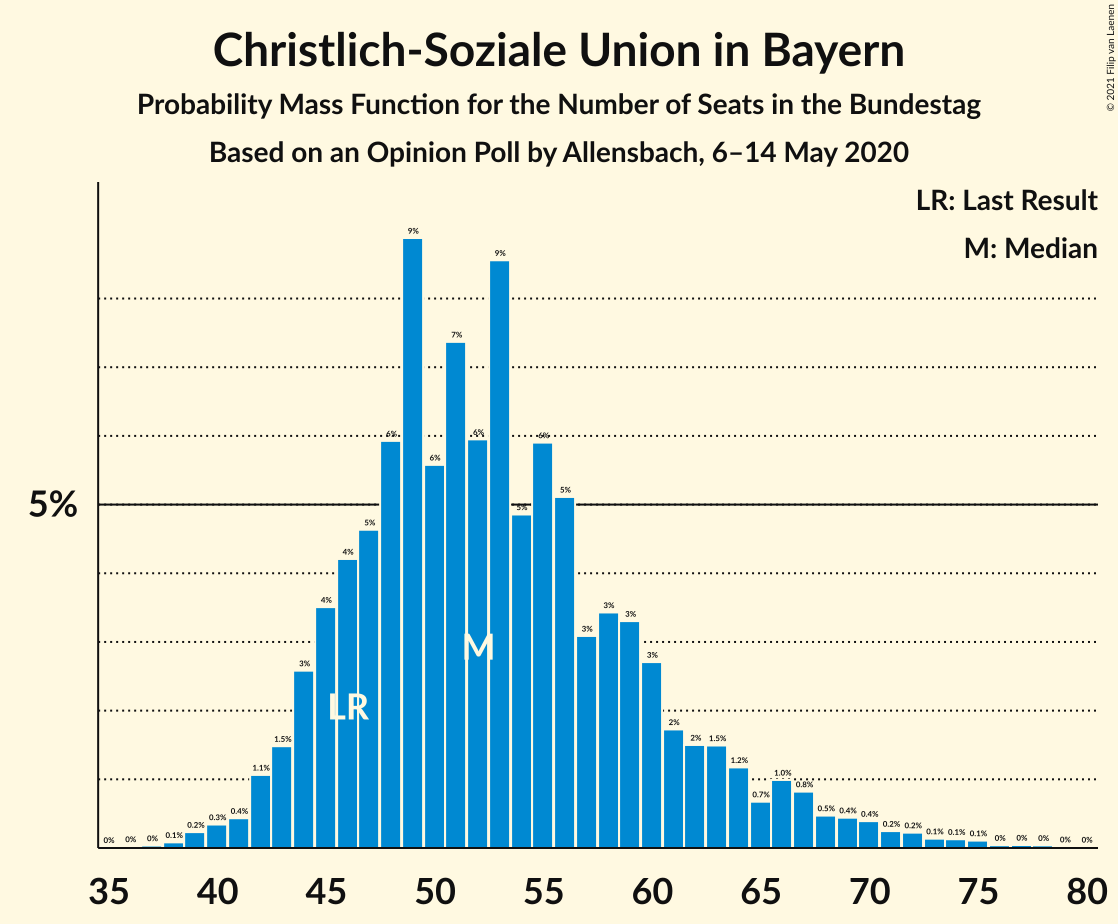 Christlich-Soziale Union in Bayern
Probability Mass Function for the Number of Seats in the Bundestag
Based on an Opinion Poll by Allensbach, 6–14 May 2020
© 2021 Filip van Laenen
LR: Last Result
M: Median
5%
0% 0% 0% 0.1% 0.2% 0.3% 0.4% 1.1% 1.5% 3% 4% 4% 5% 6% 9% 6% 7% 6% 9% 5% 6% 5% 3% 3% 3% 3% 2% 2% 1.5% 1.2% 0.7% 1.0% 0.8% 0.5% 0.4% 0.4% 0.2% 0.2% 0.1% 0.1% 0.1% 0% 0% 0% 0% 0%
M
LR
35 40 45 50 55 60 65 70 75 80